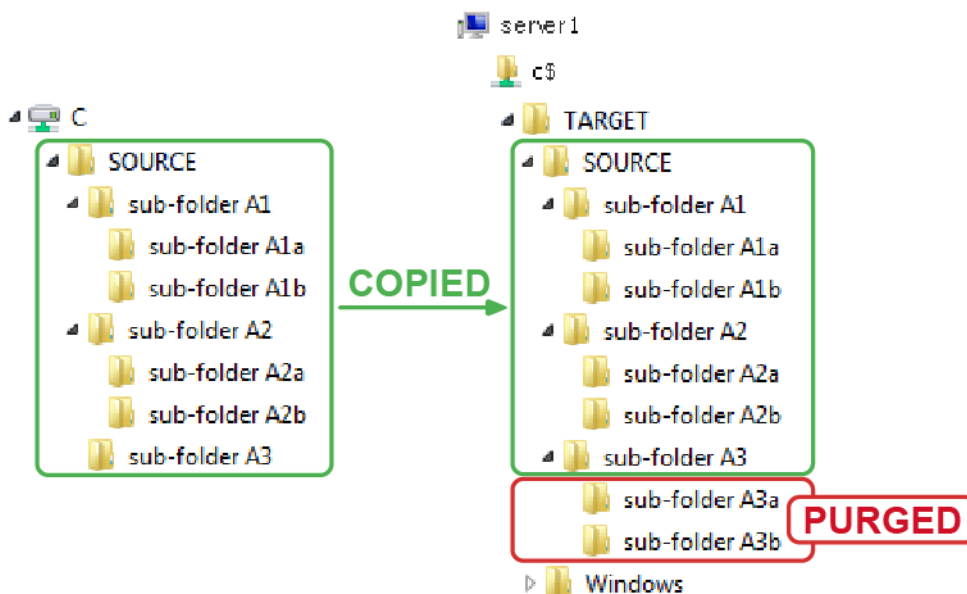 server1
c$
C
SOURCE
sub-folder A1
sub-folder A1a
sub-folder A1b
sub-folder A2
sub-folder A2a
sub-folder A2b
sub-folder A3
COPIED
TARGET
SOURCE
sub-folder A1
sub-folder A1a
sub-folder A1b
sub-folder A2
sub-folder A2a
sub-folder A2b
sub-folder A3
sub-folder A3a
sub-folder A3b
PURGED
Windows